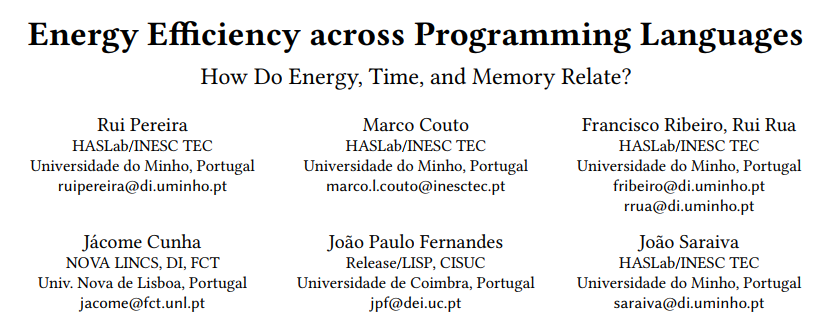 Energy Efficiency across Programming Languages
How Do Energy, Time, and Memory Relate?
Rui Pereira
HASLab/INESC TEC
Universidade do Minho, Portugal
ruipereira@di.uminho.pt
Marco Couto
HASLab/INESC TEC
Universidade do Minho, Portugal
marco.l.couto@inesctec.pt
Francisco Ribeiro, Rui Rua
HASLab/INESC TEC
Universidade do Minho, Portugal
fribeiro@di.uminho.pt
rrua@di.uminho.pt
Jácome Cunha
NOVA LINCS, DI, FCT
Univ. Nova de Lisboa, Portugal
jacome@fct.unl.pt
João Paulo Fernandes
Release/LISP, CISUC
Universidade de Coimbra, Portugal
jpf@dei.uc.pt
João Saraiva
HASLab/INESC TEC
Universidade do Minho, Portugal
saraiva@di.uminho.pt